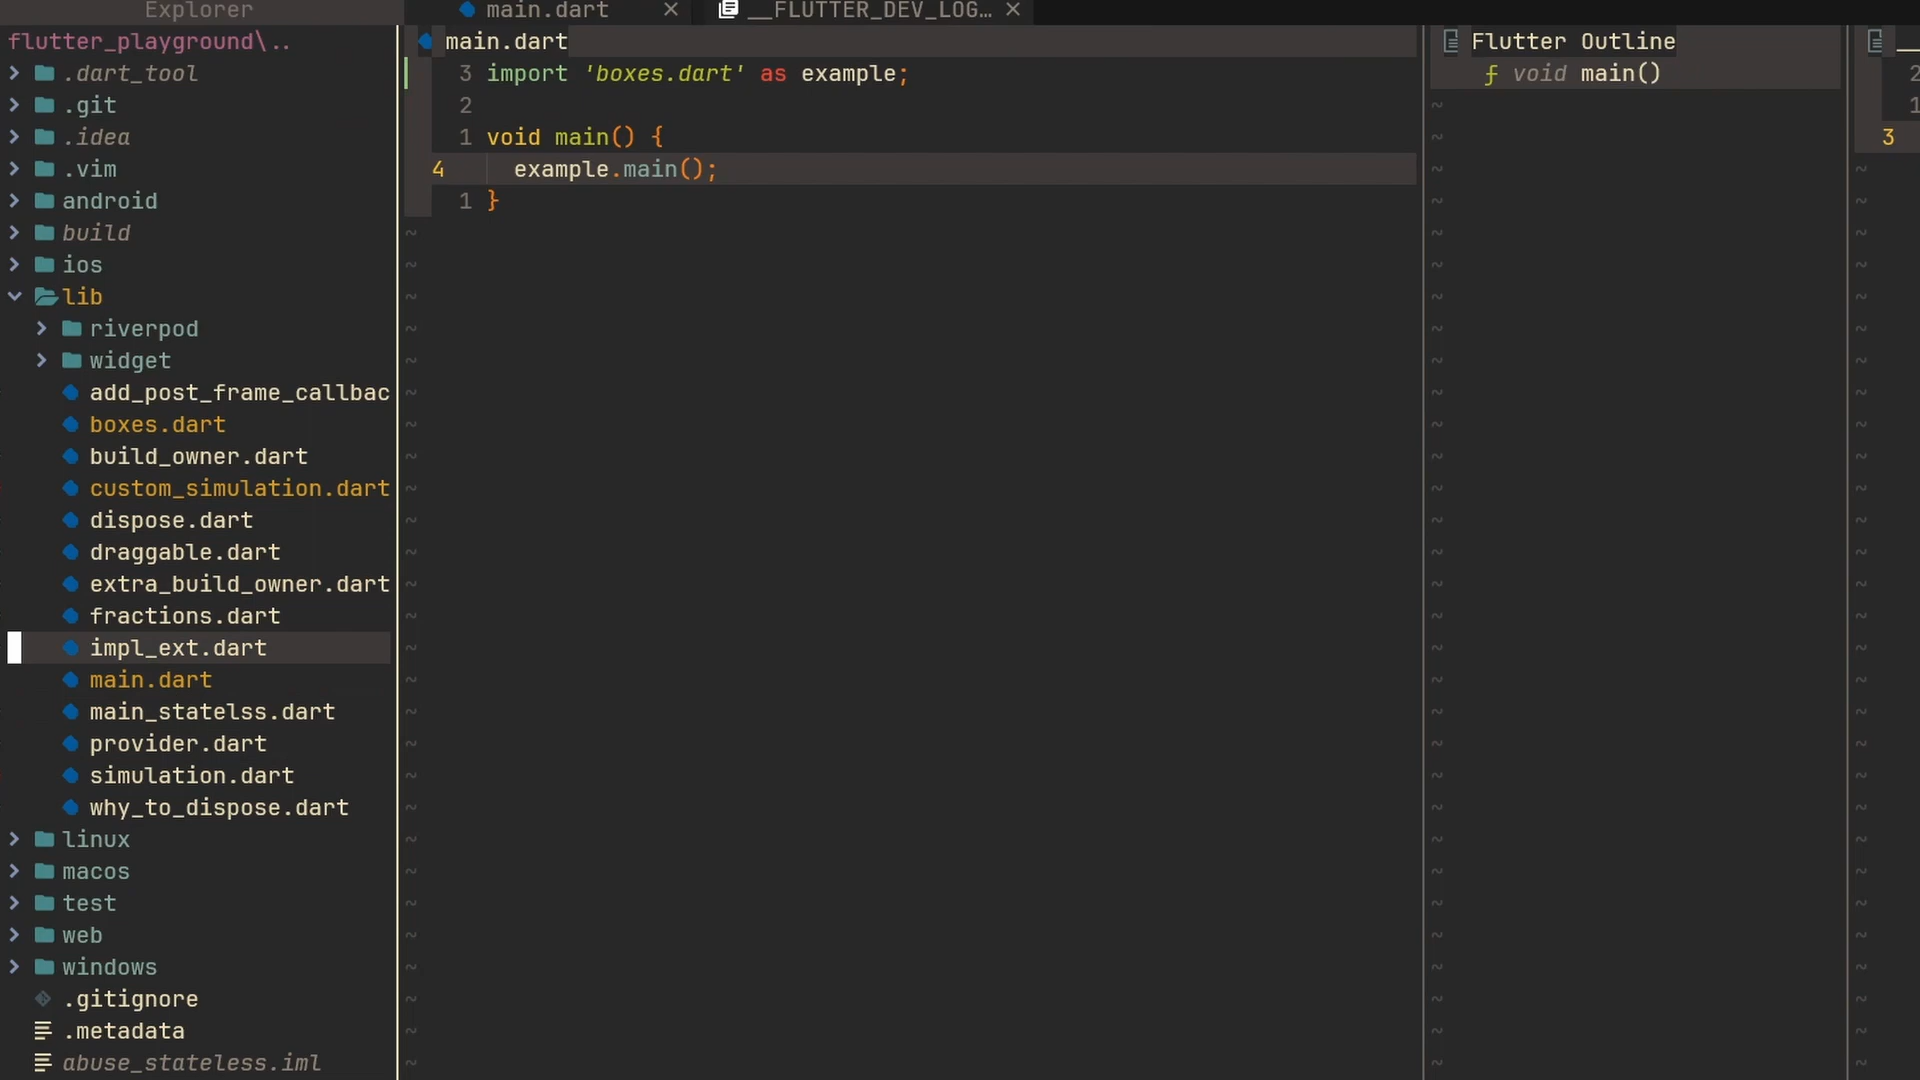 Explorer
flutter_playground\..
.dart_tool
.git
.idea
.vim
android
build
ios
lib
riverpod
widget
add_post_frame_callbac
boxes.dart
build_owner.dart
custom_simulation.dart
dispose.dart
draggable.dart
extra_build_owner.dart
fractions.dart
impl_ext.dart
main.dart
main_statelss.dart
provider.dart
simulation.dart
why_to_dispose.dart
linux
macos
test
web
windows
.gitignore
.metadata
abuse_stateless.iml
main.dart × __FLUTTER_DEV_LOG… ×
main.dart
3 import 'boxes.dart' as example;
2
1 void main() {
4 example.main();
1 }
Flutter Outline
ƒ void main()
__
2
1
3